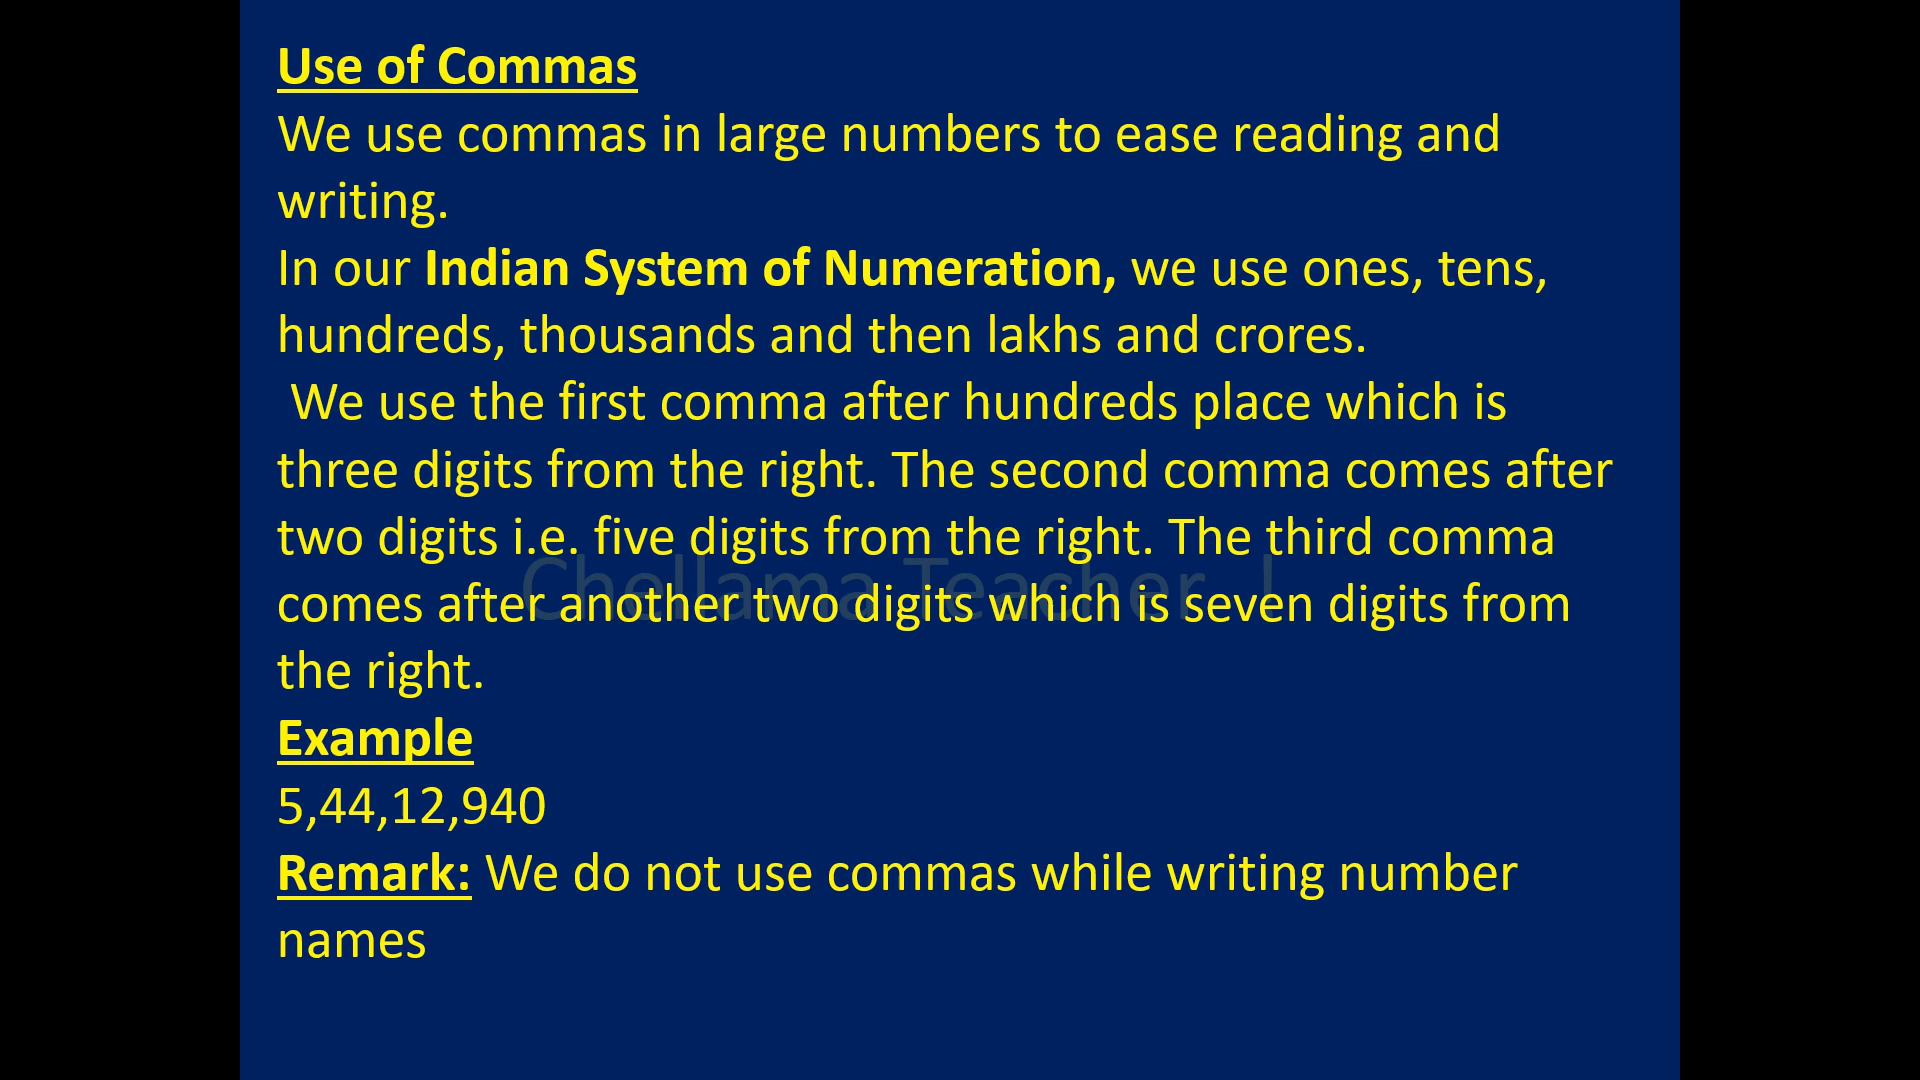 Use of Commas
We use commas in large numbers to ease reading and
writing.
In our Indian System of Numeration, we use ones, tens,
hundreds, thousands and then lakhs and crores.
We use the first comma after hundreds place which is
three digits from the right. The second comma comes after
two digits i.e. five digits from the right. The third comma
Chellama Teacher !
comes after another two digits which is seven digits from
the right.
Example
5,44,12,940
Remark: We do not use commas while writing number
names